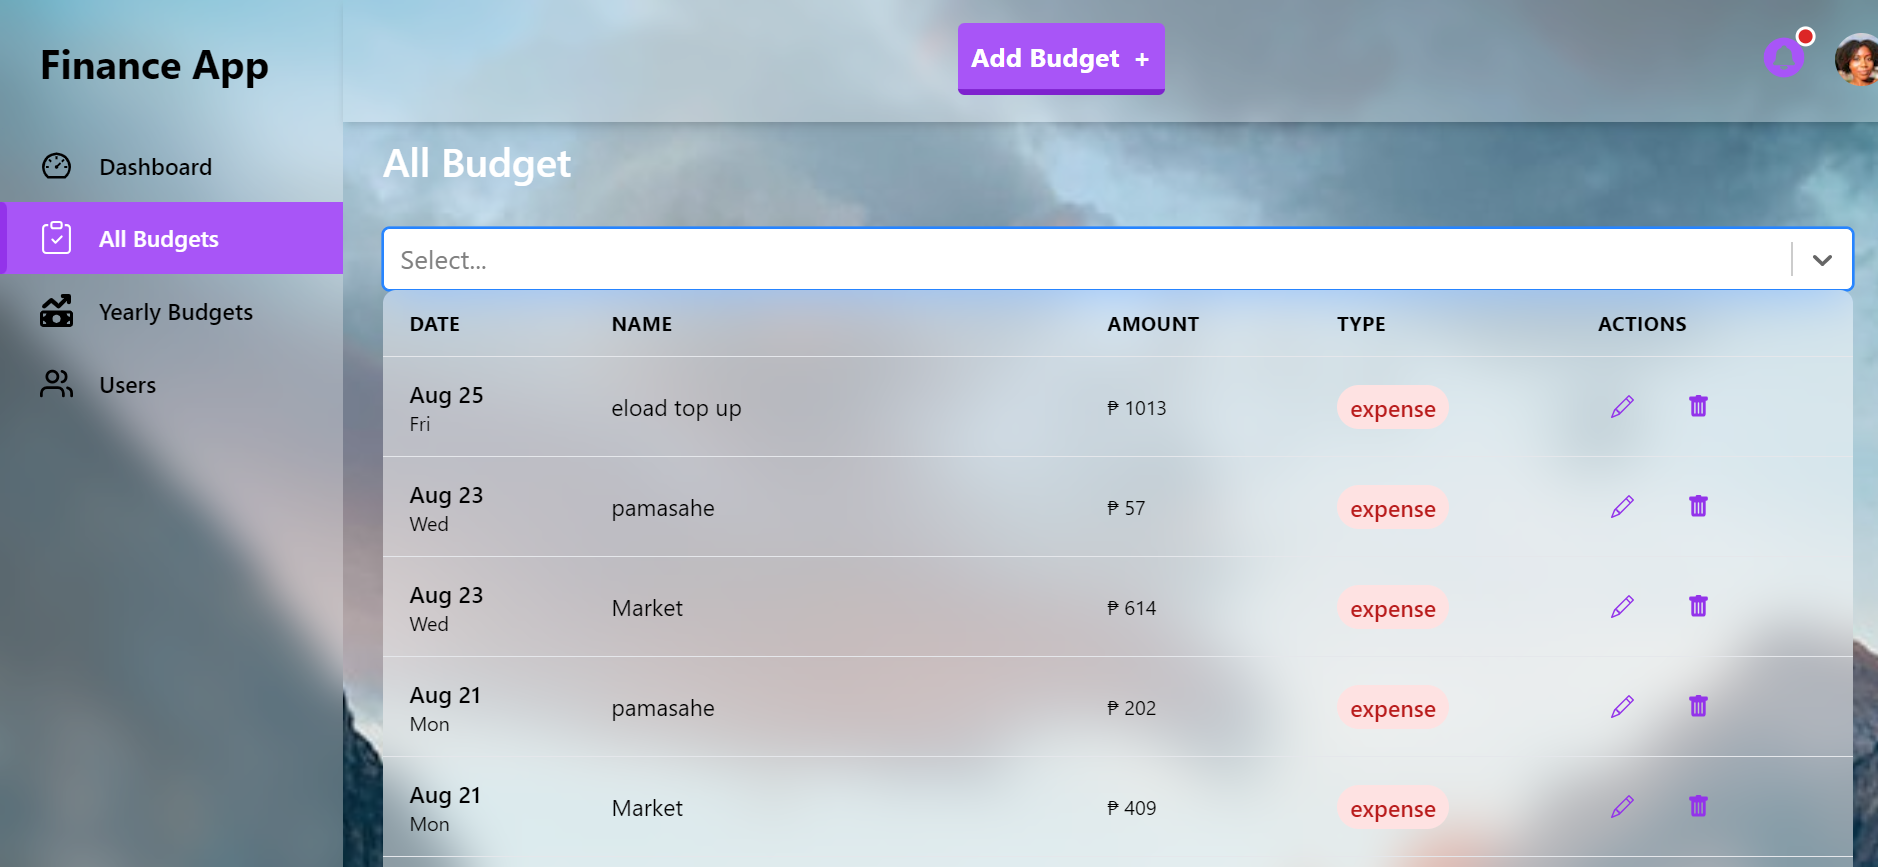 Finance App
Add Budget +
Dashboard
All Budgets
Yearly Budgets
Users
All Budget
Select...
DATE NAME AMOUNT TYPE ACTIONS
Aug 25
Fri
eload top up ₱ 1013 expense
Aug 23
Wed
pamasahe ₱ 57 expense
Aug 23
Wed
Market ₱ 614 expense
Aug 21
Mon
pamasahe ₱ 202 expense
Aug 21
Mon
Market ₱ 409 expense